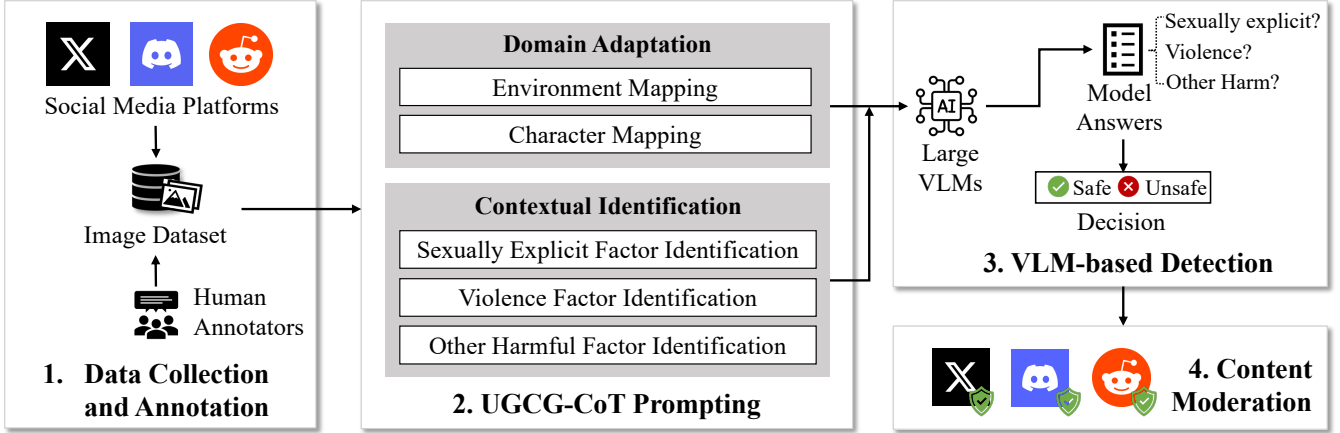 Social Media Platforms
Image Dataset
Human
Annotators
1. Data Collection
and Annotation
Domain Adaptation
Environment Mapping
Character Mapping
Contextual Identification
Sexually Explicit Factor Identification
Violence Factor Identification
Other Harmful Factor Identification
2. UGCG-CoT Prompting
AI
Large
VLMs
Sexually explicit?
Violence?
Other Harm?
Model
Answers
Safe Unsafe
Decision
3. VLM-based Detection
4. Content
Moderation